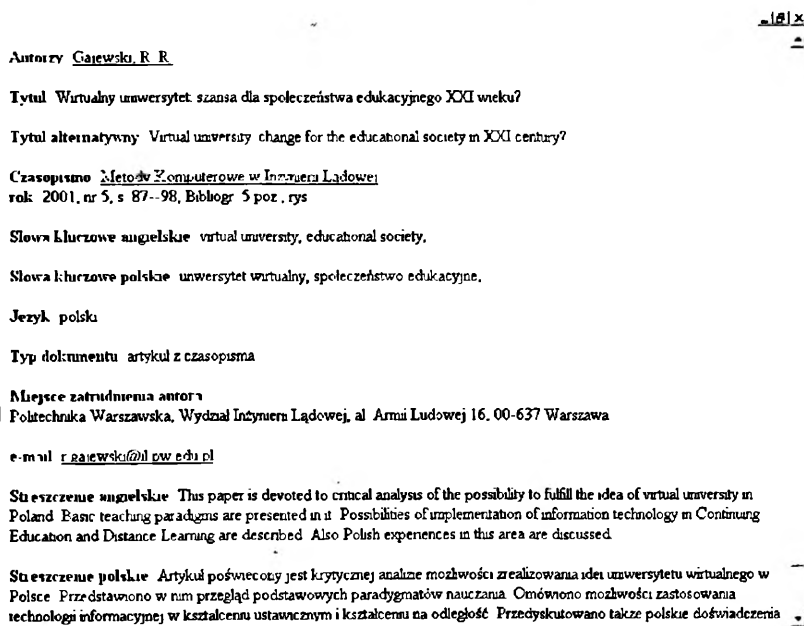 Autorzy Gajewski, R. R.
Tytuł Wirtualny uniwersytet: szansa dla społeczeństwa edukacyjnego XXI wieku?
Tytuł alternatywny Virtual university change for the educational society in XXI century?
Czasopismo Metody Komputerowe w Inżynierii Lądowej
rok 2001, nr 5, s 87--98, Bibliogr 5 poz., rys
Słowa kluczowe angielskie virtual university, educational society,
Słowa kluczowe polskie uniwersytet wirtualny, społeczeństwo edukacyjne,
Język polski
Typ dokumentu artykuł z czasopisma
Miejsce zatrudnienia autora
Politechnika Warszawska, Wydział Inżynierii Lądowej, al Armii Ludowej 16, 00-637 Warszawa
e-mail r.gajewski@il.pw.edu.pl
Streszczenie angielskie This paper is devoted to critical analysis of the possibility to fulfill the idea of virtual university in
Poland Basic teaching paradigms are presented in it Possibilities of implementation of information technology in Continuing
Education and Distance Learning are described Also Polish experiences in this area are discussed
Streszczenie polskie Artykuł poświęcony jest krytycznej analizie możliwości zrealizowania idei uniwersytetu wirtualnego w
Polsce Przedstawiono w nim przegląd podstawowych paradygmatów nauczania Omówiono możliwości zastosowania
technologii informacyjnej w kształceniu ustawicznym i kształceniu na odległość Przedyskutowano także polskie doświadczenia